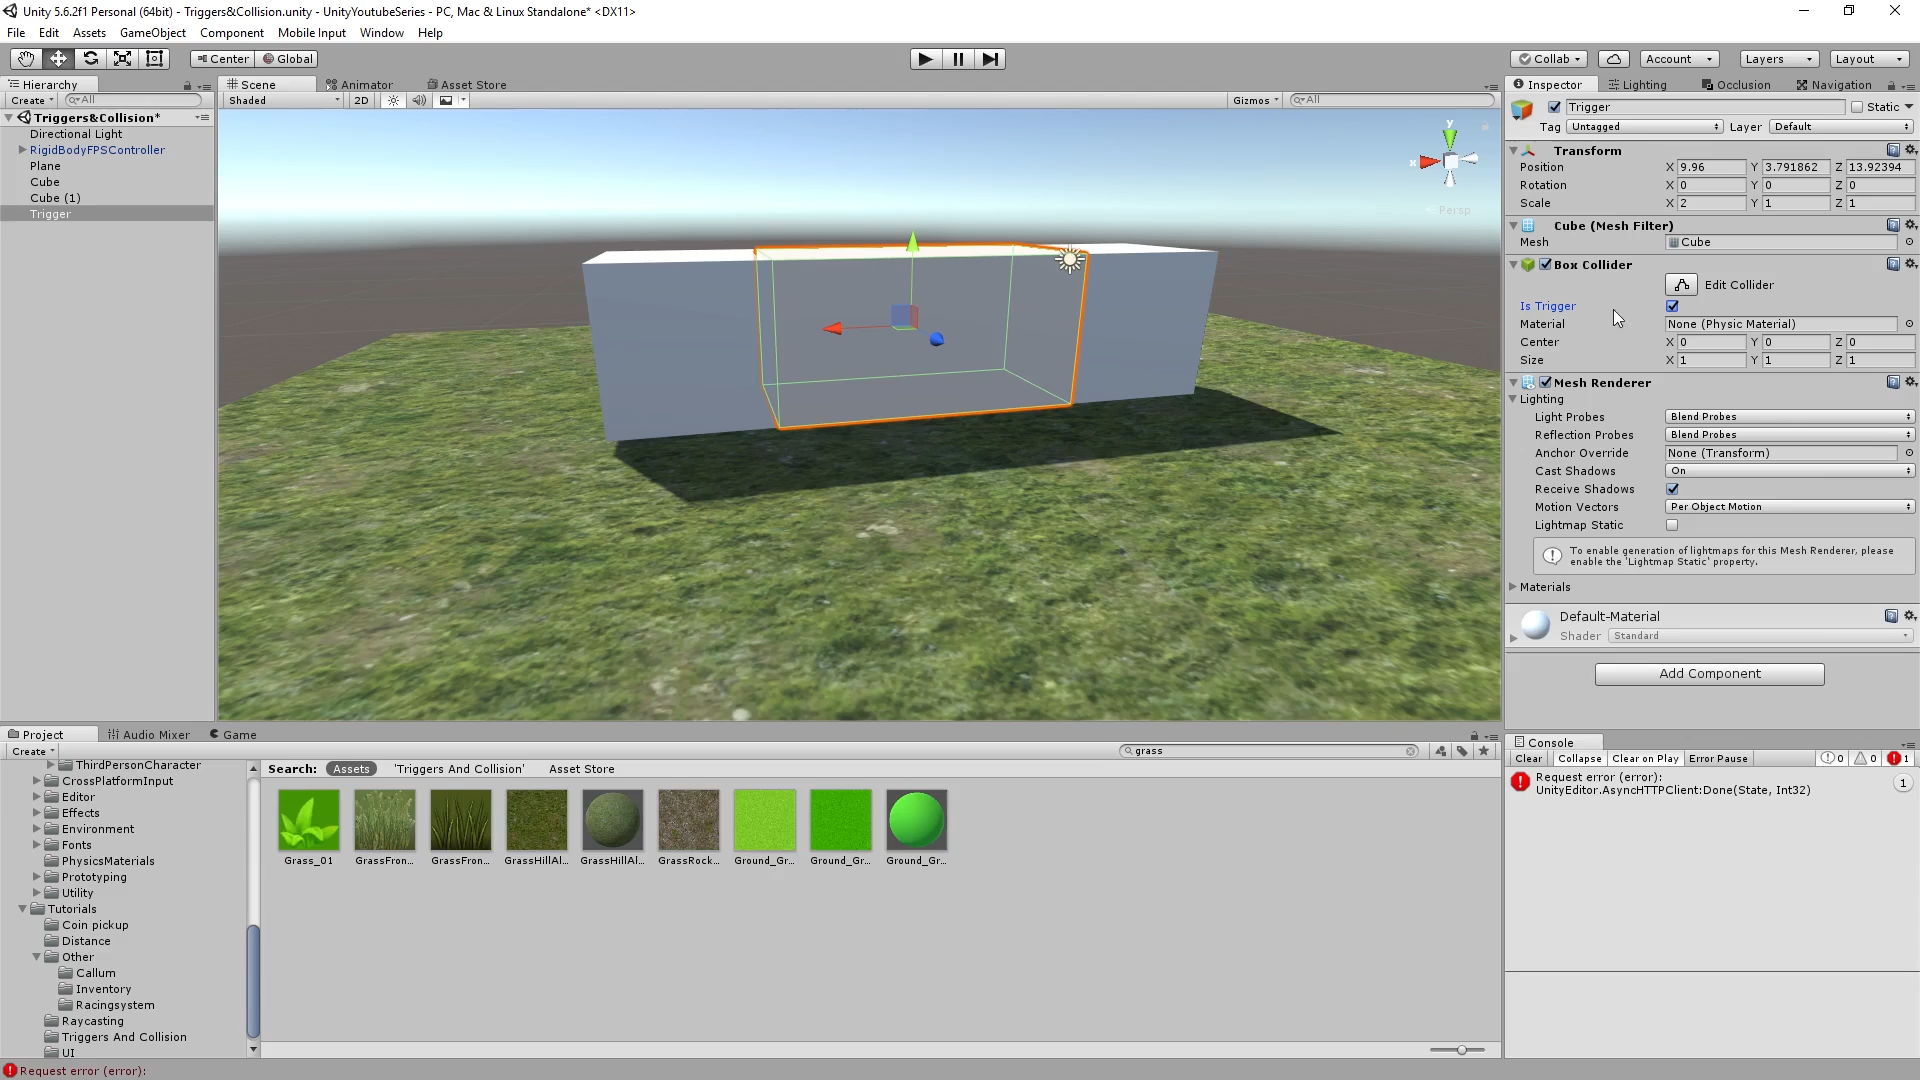 Unity 5.6.2f1 Personal (64bit) - Triggers&Collision.unity - UnityYoutubeSeries - PC, Mac & Linux Standalone* <DX11>
File Edit Assets GameObject Component Mobile Input Window Help
Center Global Collab Account Layers Layout
Hierarchy
Create All
Triggers&Collision*
Directional Light
RigidBodyFPSController
Plane
Cube
Cube (1)
Trigger
Scene Animator Asset Store
Shaded 2D Gizmos All
y
x
Persp
Inspector Lighting Occlusion Navigation
Trigger Static
Tag Untagged Layer Default
Transform
Position X 9.96 Y 3.791862 Z 13.92394
Rotation X 0 Y 0 Z 0
Scale X 2 Y 1 Z 1
Cube (Mesh Filter)
Mesh Cube
Box Collider
Edit Collider
Is Trigger
Material None (Physic Material)
Center X 0 Y 0 Z 0
Size X 1 Y 1 Z 1
Mesh Renderer
Lighting
Light Probes Blend Probes
Reflection Probes Blend Probes
Anchor Override None (Transform)
Cast Shadows On
Receive Shadows
Motion Vectors Per Object Motion
Lightmap Static
To enable generation of lightmaps for this Mesh Renderer, please
enable the 'Lightmap Static' property.
Materials
Default-Material
Shader Standard
Add Component
Project Audio Mixer Game
Create grass
ThirdPersonCharacter
CrossPlatformInput
Editor
Effects
Environment
Fonts
PhysicsMaterials
Prototyping
Utility
Tutorials
Coin pickup
Distance
Other
Callum
Inventory
Racingsystem
Raycasting
Triggers And Collision
UI
Search: Assets 'Triggers And Collision' Asset Store
Grass_01 GrassFron... GrassFron... GrassHillAl... GrassHillAl... GrassRock... Ground_Gr... Ground_Gr... Ground_Gr...
Console
Clear Collapse Clear on Play Error Pause 0 0 1
Request error (error):
UnityEditor.AsyncHTTPClient:Done(State, Int32)
1
Request error (error):